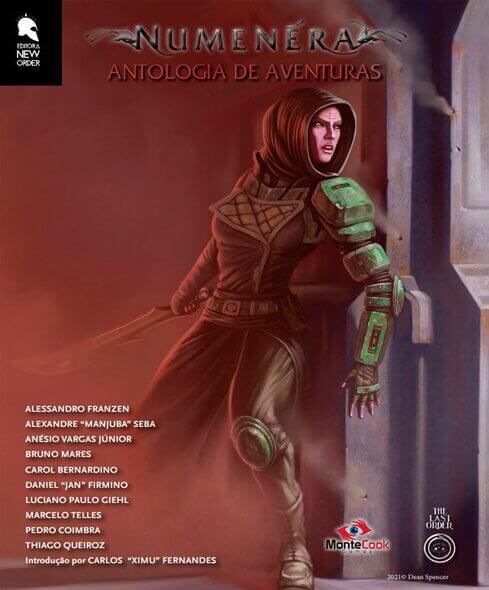 EDITORA
NEW
ORDER
NUMENÉRA
ANTOLOGIA DE AVENTURAS
ALESSANDRO FRANZEN
ALEXANDRE "MANJUBA" SEBA
ANÉSIO VARGAS JÚNIOR
BRUNO MARES
CAROL BERNARDINO
DANIEL "JAN" FIRMINO
LUCIANO PAULO GIEHL
MARCELO TELLES
PEDRO COIMBRA
THIAGO QUEIROZ
Introdução por CARLOS "XIMU" FERNANDES
MonteCook
GAMES
THE
LAST
ORDER
2021© Dean Spencer